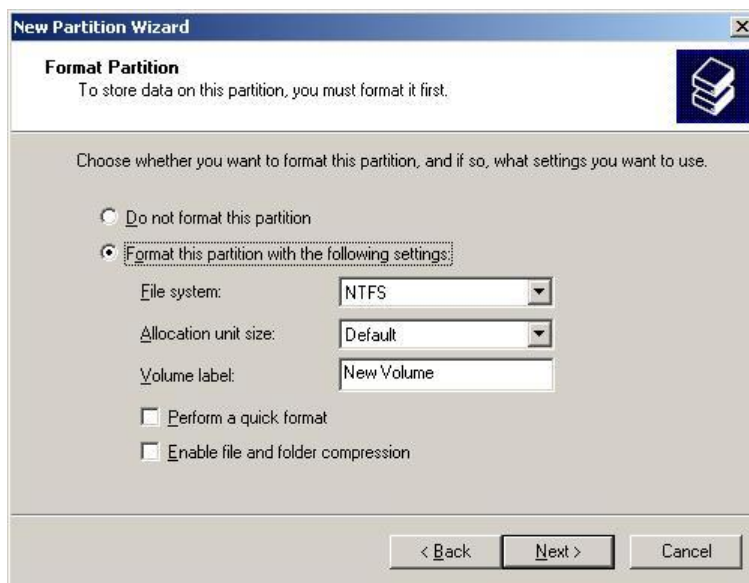 New Partition Wizard
Format Partition
To store data on this partition, you must format it first.
Choose whether you want to format this partition, and if so, what settings you want to use.
Do not format this partition
Format this partition with the following settings:
File system:
NTFS
Allocation unit size:
Default
Volume label:
New Volume
Perform a quick format
Enable file and folder compression
< Back
Next >
Cancel